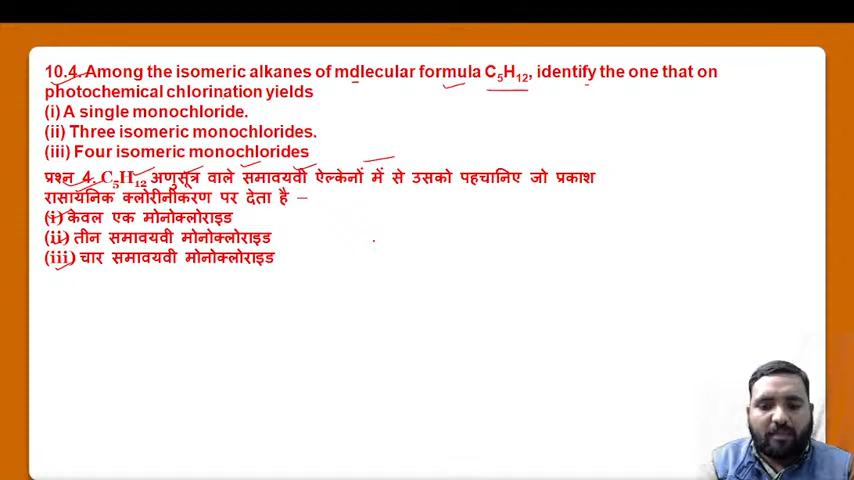 10.4. Among the isomeric alkanes of molecular formula C₅H₁₂, identify the one that on
photochemical chlorination yields
(i) A single monochloride.
(ii) Three isomeric monochlorides.
(iii) Four isomeric monochlorides
प्रश्न 4. C₅H₁₂ अणुसूत्र वाले समावयवी ऐल्केनों में से उसको पहचानिए जो प्रकाश
रासायनिक क्लोरीनीकरण पर देता है –
(i) केवल एक मोनोक्लोराइड
(ii) तीन समावयवी मोनोक्लोराइड
(iii) चार समावयवी मोनोक्लोराइड